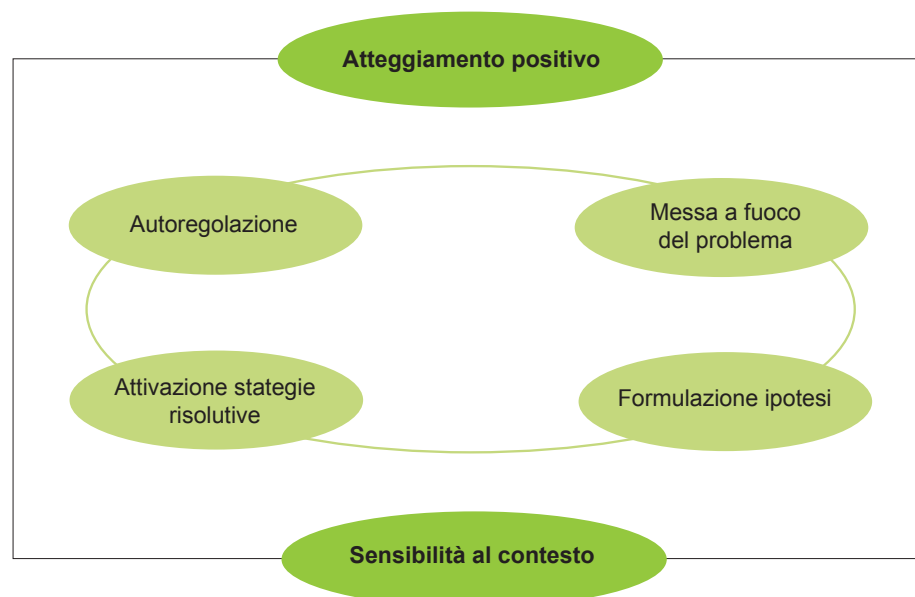 Atteggiamento positivo
Autoregolazione
Messa a fuoco
del problema
Attivazione stategie
risolutive
Formulazione ipotesi
Sensibilità al contesto